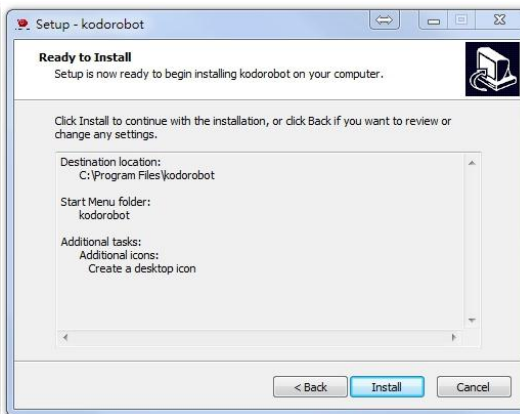 Setup - kodorobot
Ready to Install
Setup is now ready to begin installing kodorobot on your computer.
Click Install to continue with the installation, or click Back if you want to review or
change any settings.
Destination location:
C:\Program Files\kodorobot
Start Menu folder:
kodorobot
Additional tasks:
Additional icons:
Create a desktop icon
< Back
Install
Cancel